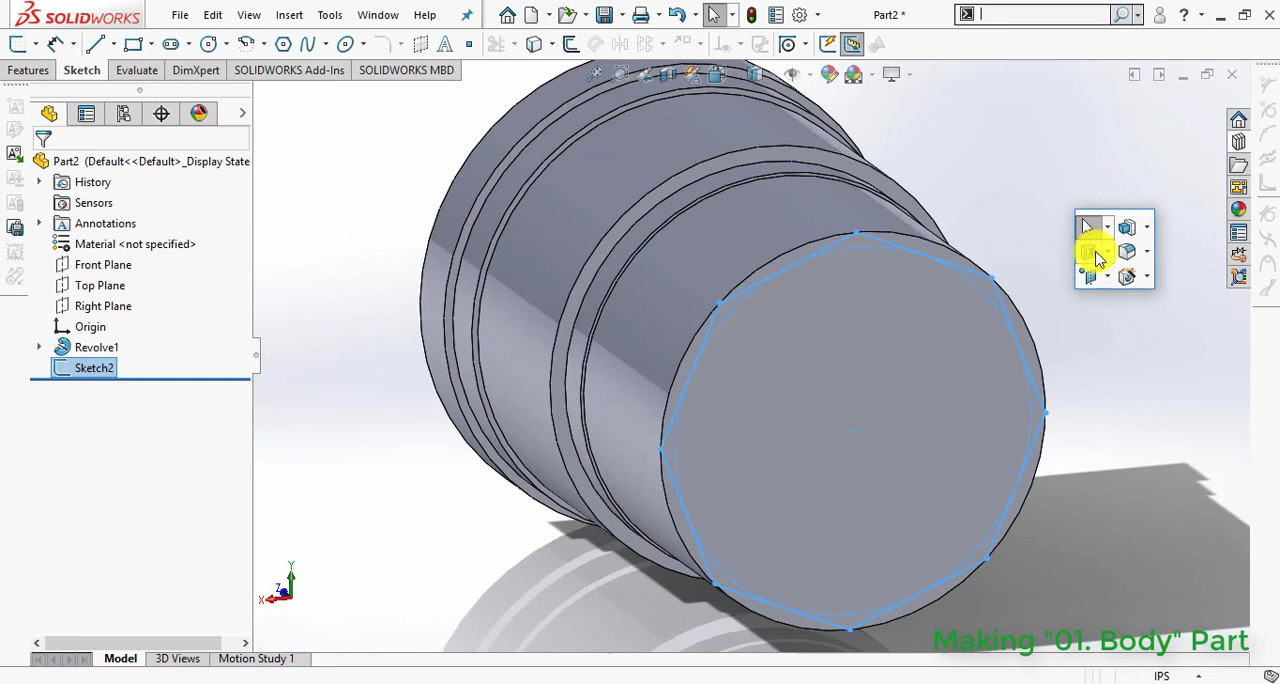 SOLIDWORKS File Edit View Insert Tools Window Help Part2 *
Features Sketch Evaluate DimXpert SOLIDWORKS Add-Ins SOLIDWORKS MBD
Part2 (Default<<Default>_Display State
History
Sensors
Annotations
Material <not specified>
Front Plane
Top Plane
Right Plane
Origin
Revolve1
Sketch2
Y
Z
X
Making "01. Body" Part
Model 3D Views Motion Study 1
IPS